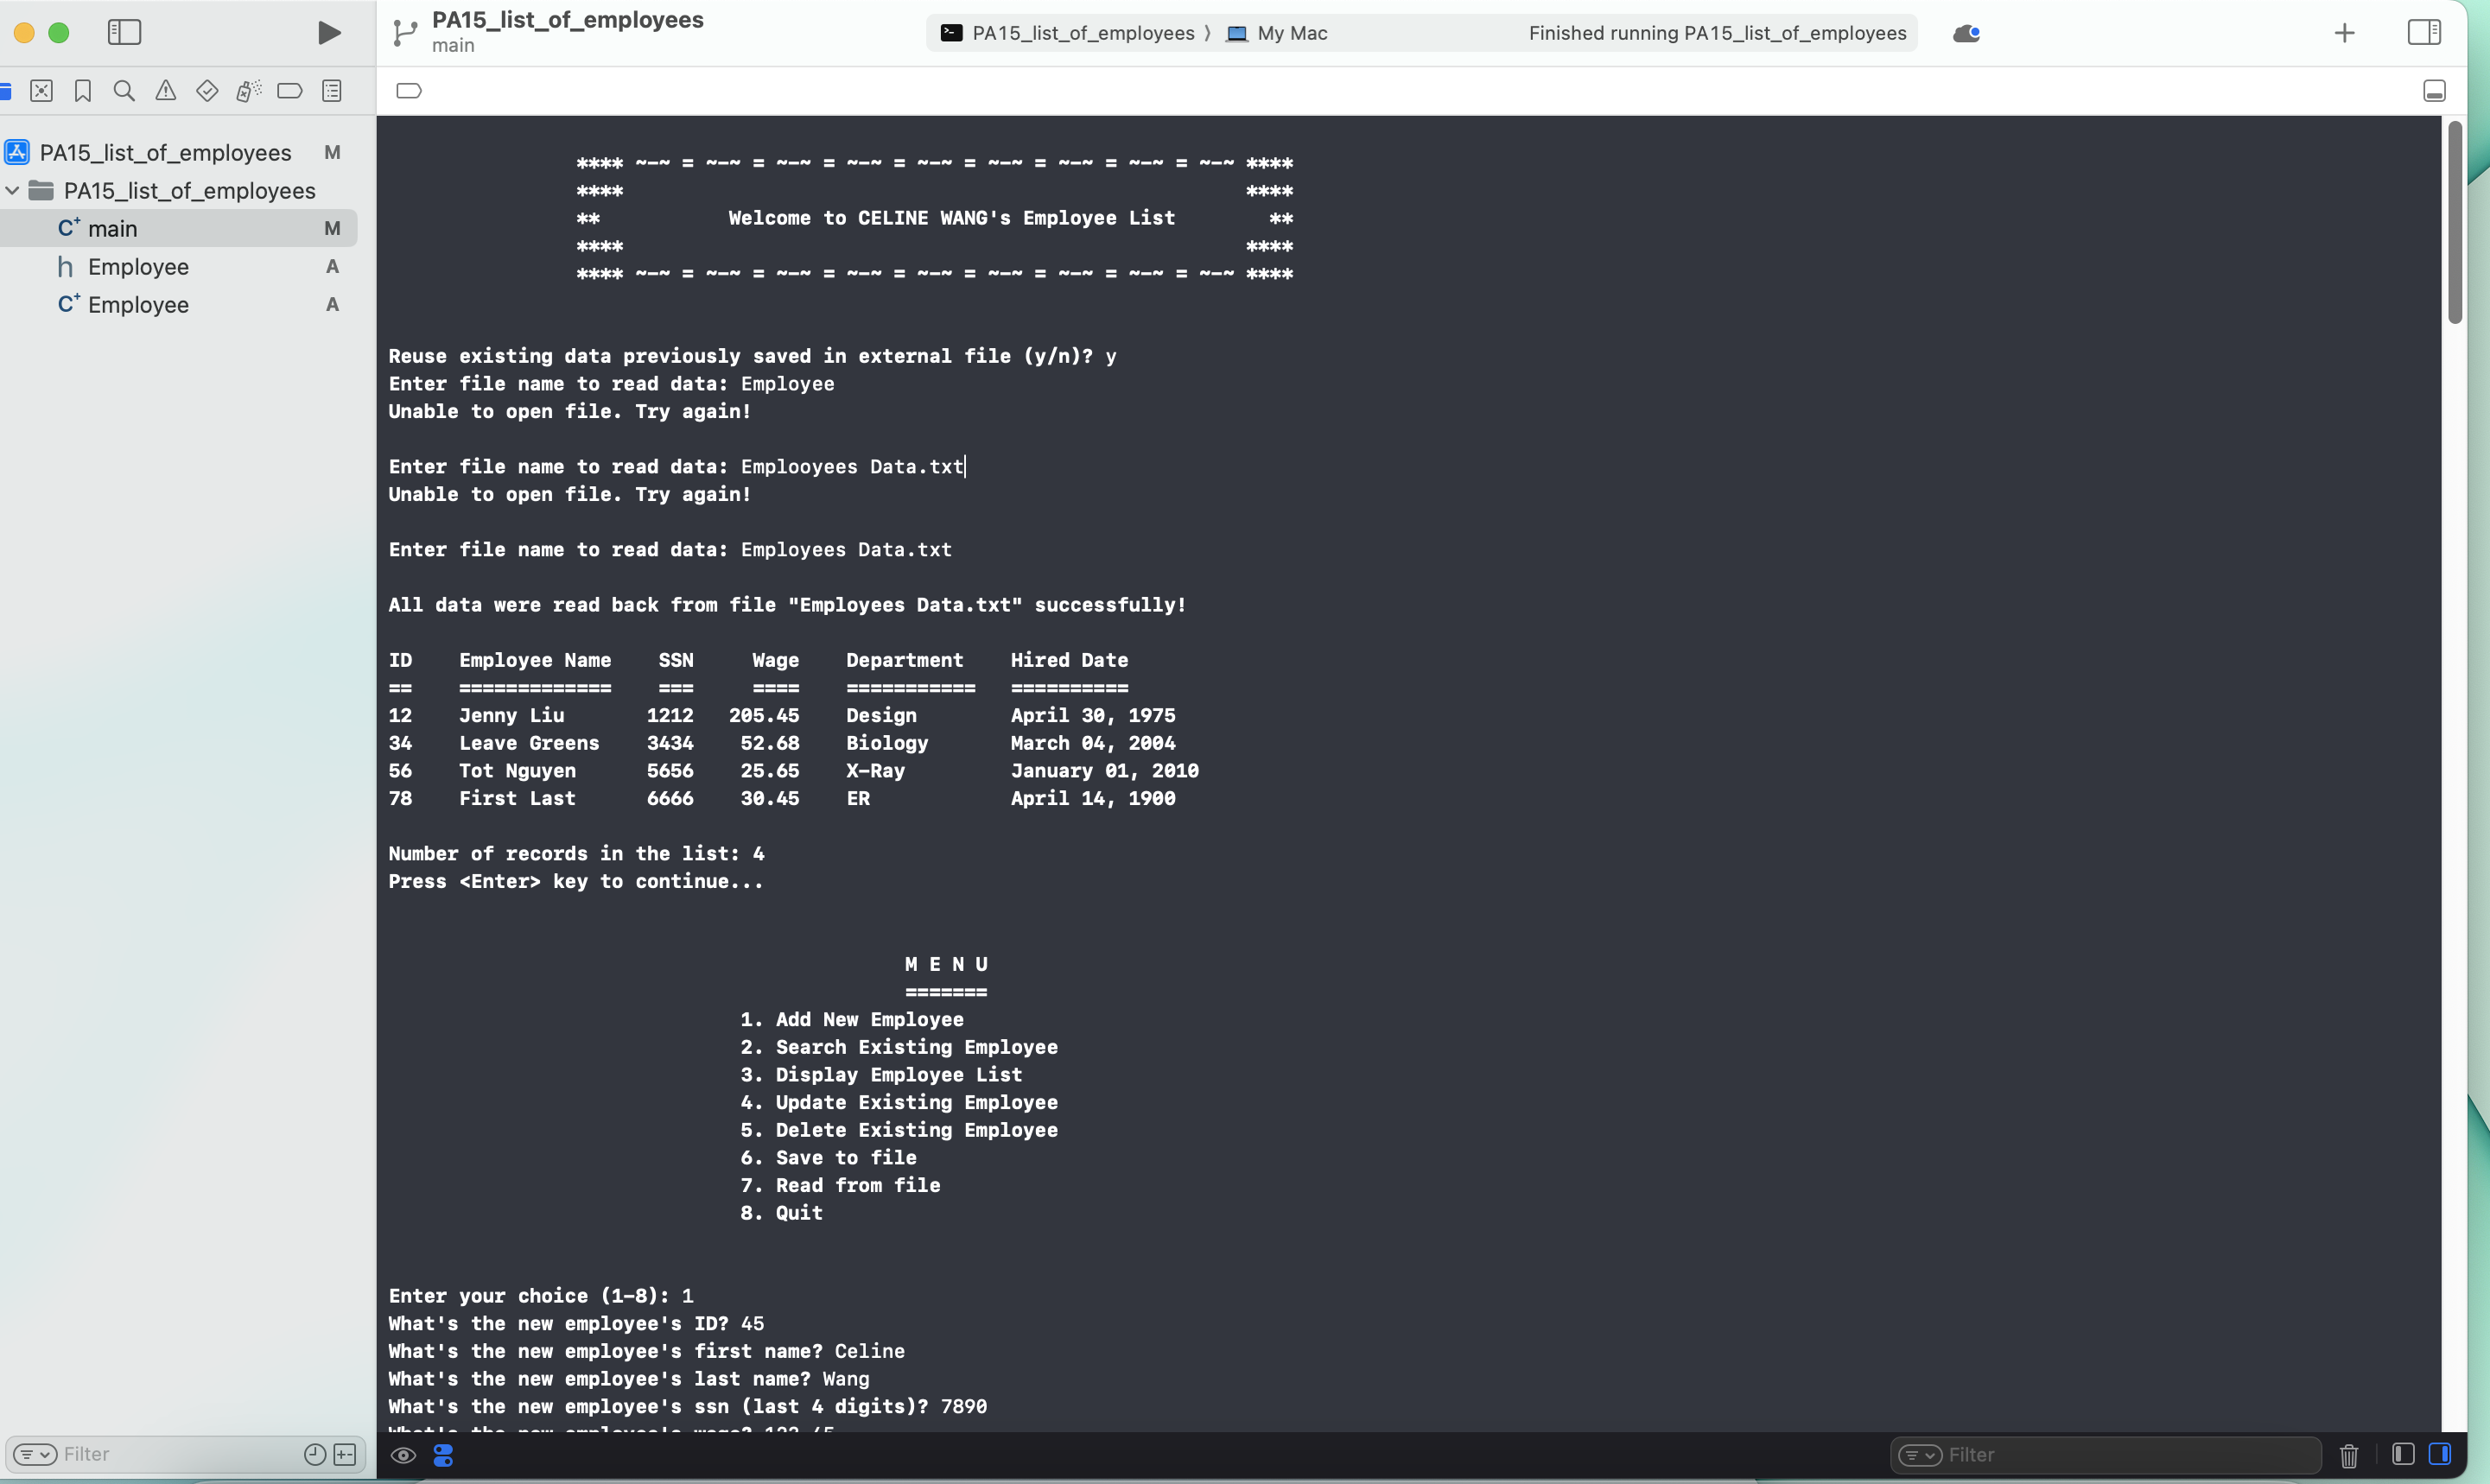 PA15_list_of_employees
main
PA15_list_of_employees 〉 My Mac
Finished running PA15_list_of_employees
PA15_list_of_employees M
PA15_list_of_employees
main M
Employee A
Employee A
Filter
**** ~-~ = ~-~ = ~-~ = ~-~ = ~-~ = ~-~ = ~-~ = ~-~ = ~-~ ****
**** ****
** Welcome to CELINE WANG's Employee List **
**** ****
**** ~-~ = ~-~ = ~-~ = ~-~ = ~-~ = ~-~ = ~-~ = ~-~ = ~-~ ****
Reuse existing data previously saved in external file (y/n)? y
Enter file name to read data: Employee
Unable to open file. Try again!
Enter file name to read data: Emplooyees Data.txt
Unable to open file. Try again!
Enter file name to read data: Employees Data.txt
All data were read back from file "Employees Data.txt" successfully!
ID Employee Name SSN Wage Department Hired Date
== ============= === ==== =========== ==========
12 Jenny Liu 1212 205.45 Design April 30, 1975
34 Leave Greens 3434 52.68 Biology March 04, 2004
56 Tot Nguyen 5656 25.65 X-Ray January 01, 2010
78 First Last 6666 30.45 ER April 14, 1900
Number of records in the list: 4
Press <Enter> key to continue...
M E N U
=======
1. Add New Employee
2. Search Existing Employee
3. Display Employee List
4. Update Existing Employee
5. Delete Existing Employee
6. Save to file
7. Read from file
8. Quit
Enter your choice (1-8): 1
What's the new employee's ID? 45
What's the new employee's first name? Celine
What's the new employee's last name? Wang
What's the new employee's ssn (last 4 digits)? 7890
What's the new employee's wage?
Filter